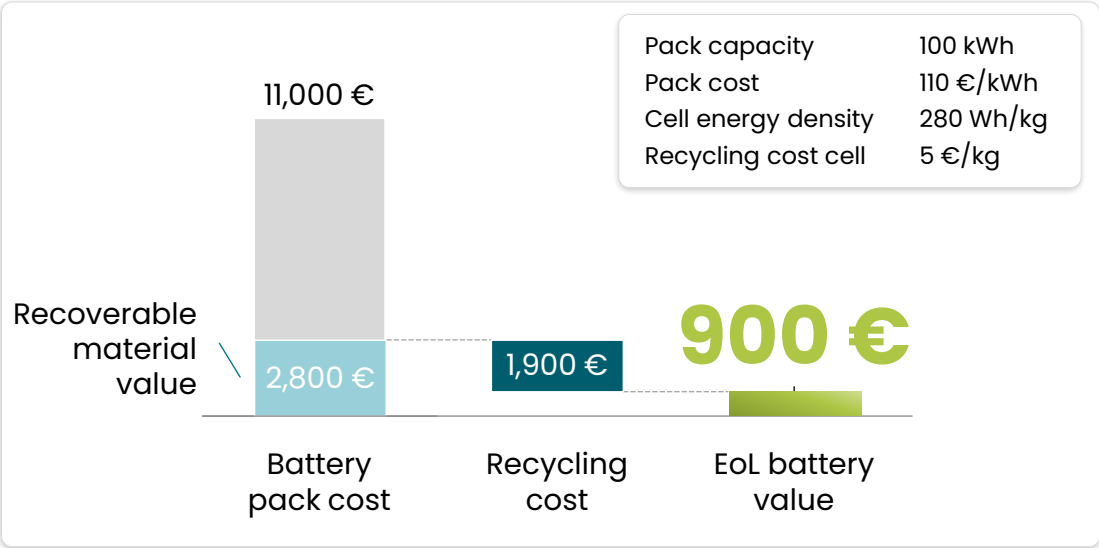 Pack capacity 100 kWh
Pack cost 110 €/kWh
Cell energy density 280 Wh/kg
Recycling cost cell 5 €/kg
11,000 €
Recoverable
material
value
2,800 €
1,900 €
900 €
Battery
pack cost
Recycling
cost
EoL battery
value